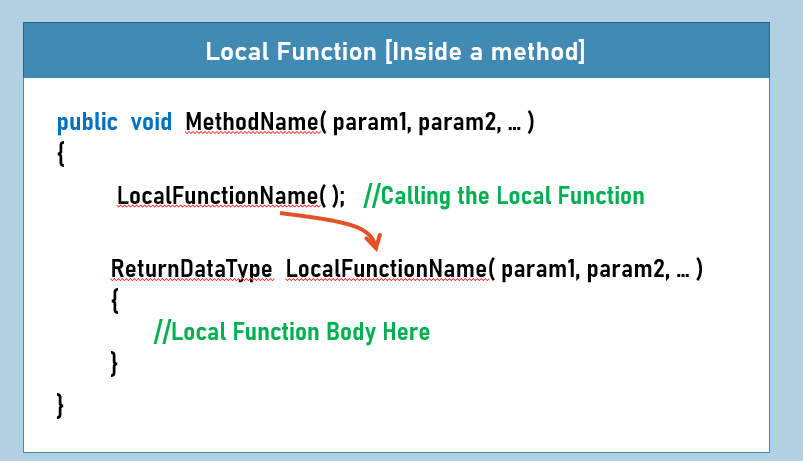 Local Function [Inside a method]
public void MethodName( param1, param2, … )
{
LocalFunctionName( ); //Calling the Local Function
ReturnDataType LocalFunctionName( param1, param2, … )
{
//Local Function Body Here
}
}